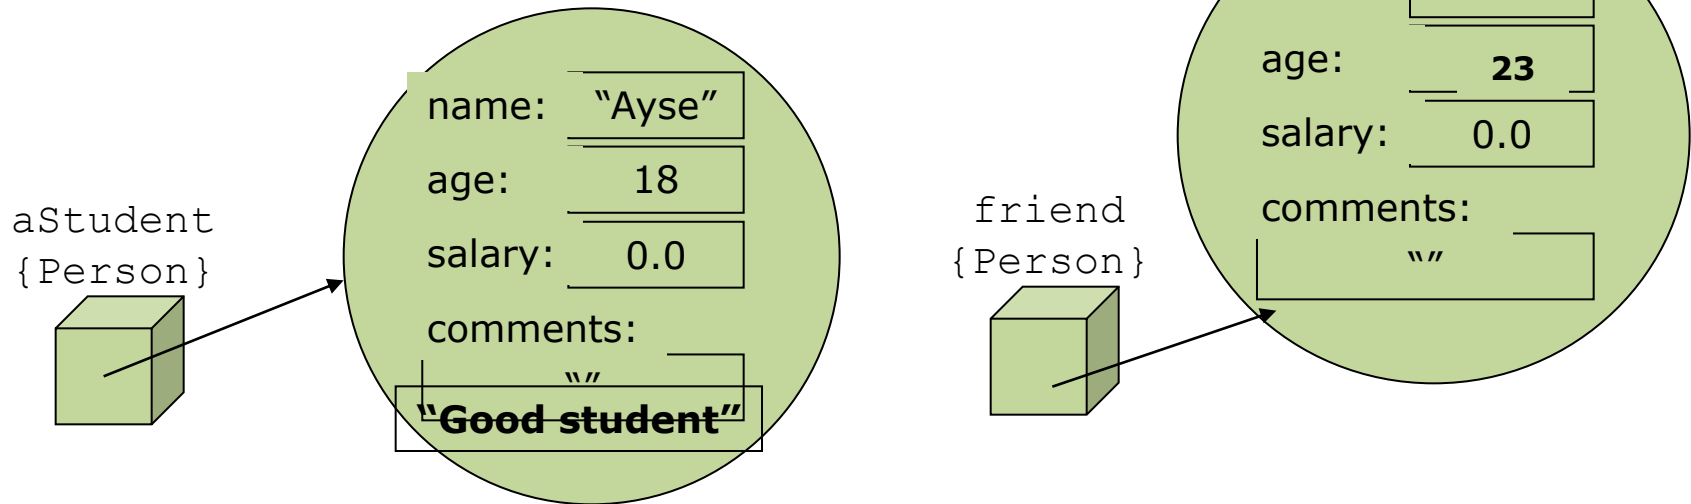 name: “Ayse”
age: 18
salary: 0.0
comments:
“”
“Good student”
aStudent
{Person}
age: 23
salary: 0.0
comments:
“”
friend
{Person}